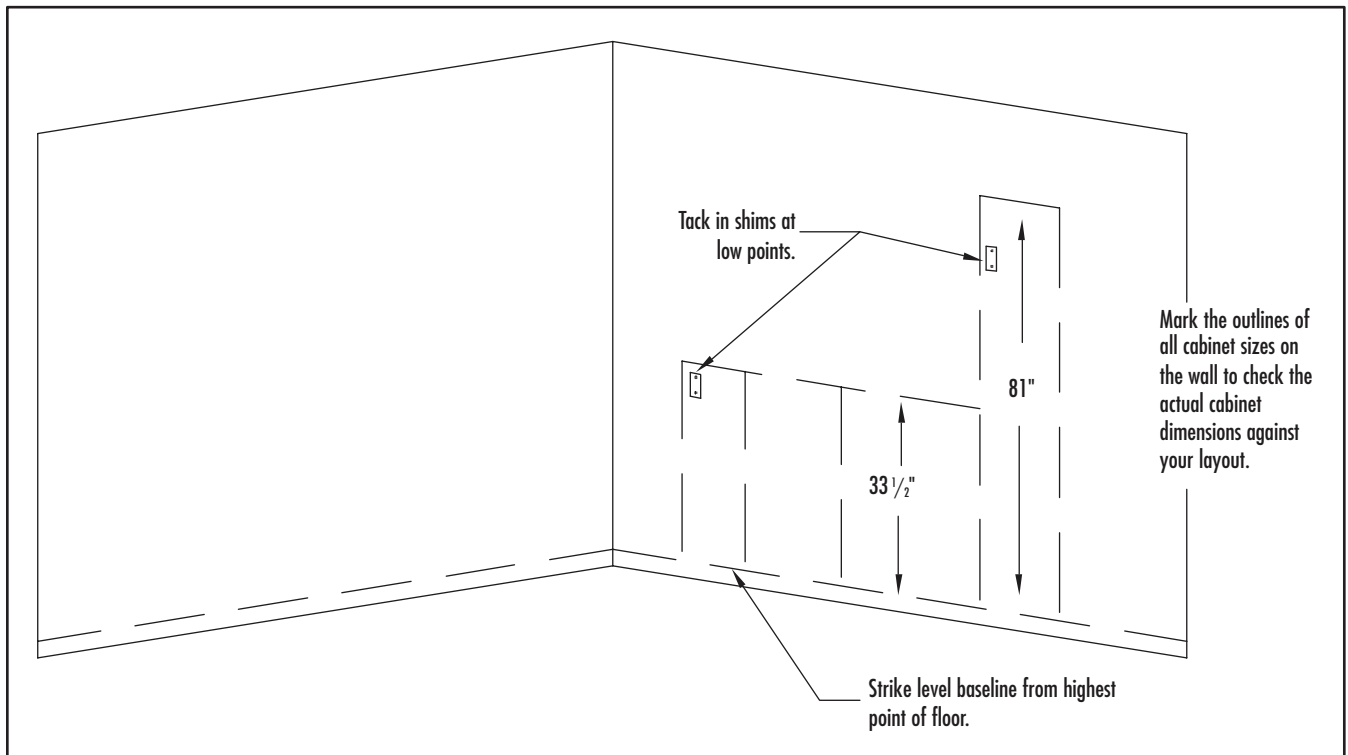 Tack in shims at
low points.
81"
Mark the outlines of
all cabinet sizes on
the wall to check the
actual cabinet
dimensions against
your layout.
33 1/2"
Strike level baseline from highest
point of floor.